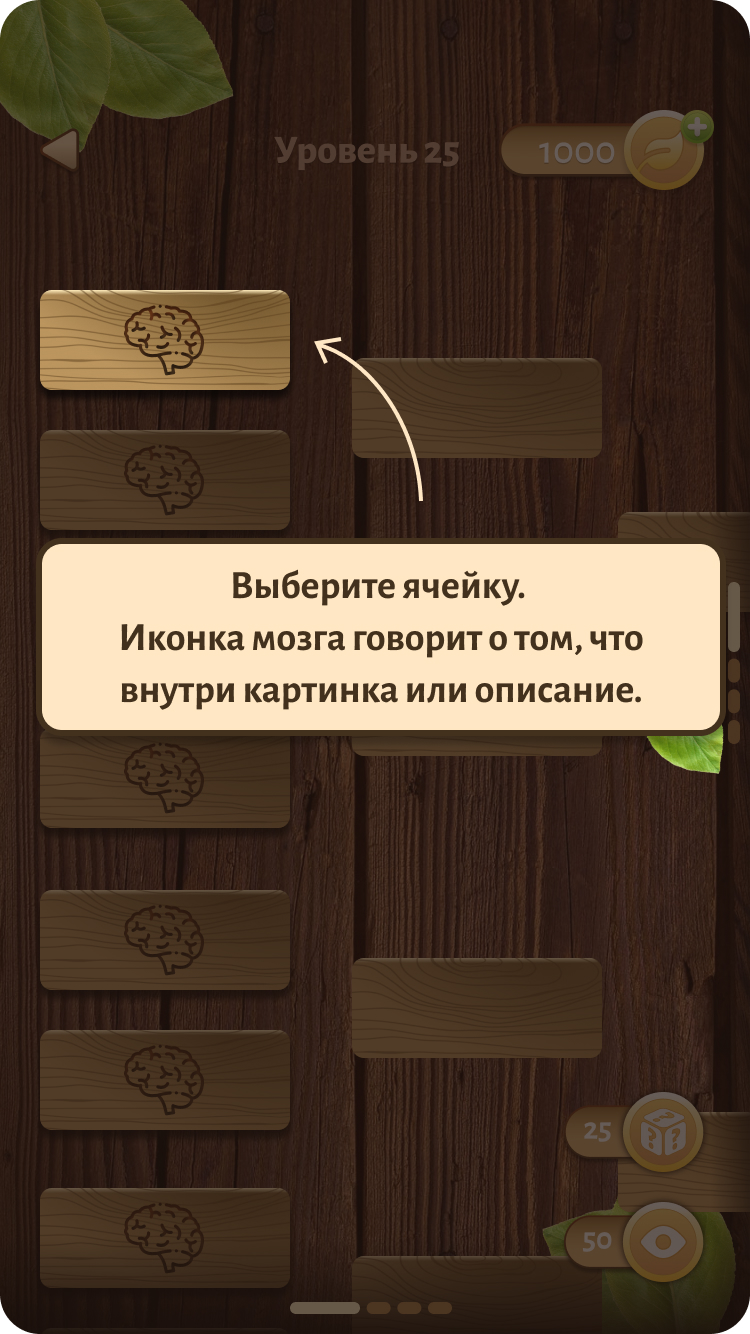 Уровень 25
1000
Выберите ячейку.
Иконка мозга говорит о том, что
внутри картинка или описание.
25
50